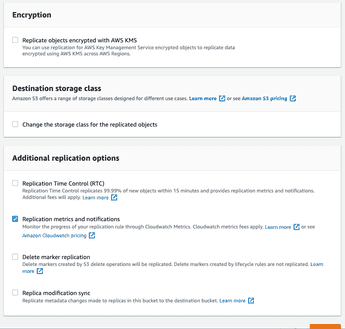 Encryption
Replicate objects encrypted with AWS KMS
You can use replication for AWS Key Management Service encrypted objects to replicate data
encrypted using AWS KMS across AWS Regions.
Destination storage class
Amazon S3 offers a range of storage classes designed for different use cases. Learn more or see Amazon S3 pricing
Change the storage class for the replicated objects
Additional replication options
Replication Time Control (RTC)
Replication Time Control replicates 99.99% of new objects within 15 minutes and provides replication metrics and notifications.
Additional fees will apply. Learn more
Replication metrics and notifications
Monitor the progress of your replication rule through Cloudwatch Metrics. Cloudwatch metrics fees apply. Learn more or see
Amazon Cloudwatch pricing
Delete marker replication
Delete markers created by S3 delete operations will be replicated. Delete markers created by lifecycle rules are not replicated. Learn
more
Replica modification sync
Replicate metadata changes made to replicas in this bucket to the destination bucket. Learn more